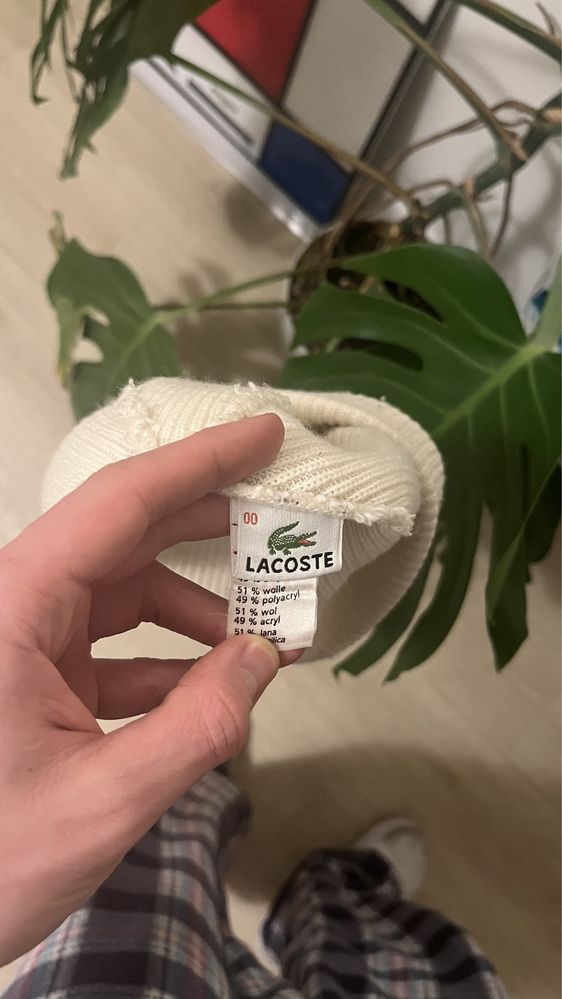 00
LACOSTE
51 % wolle
49 % polyacryl
51 % wol
49 % acryl
51 % lana